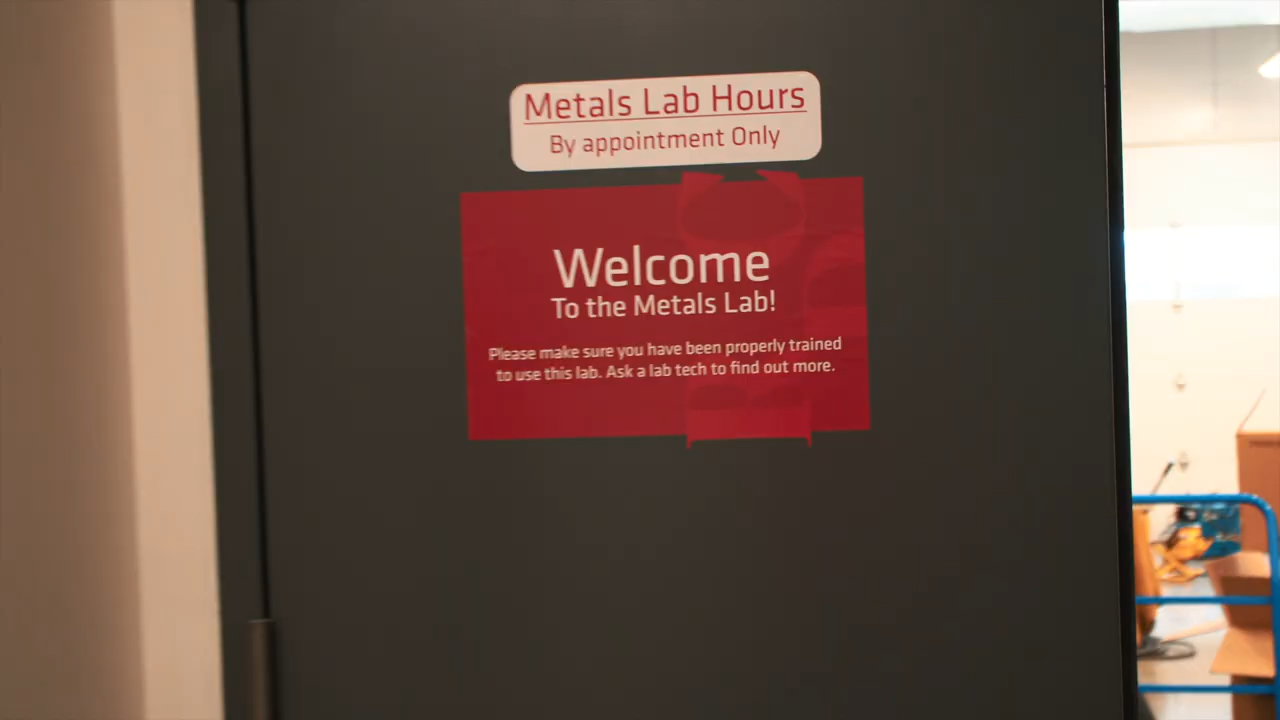 Metals Lab Hours
By appointment Only
Welcome
To the Metals Lab!
Please make sure you have been properly trained
to use this lab. Ask a lab tech to find out more.